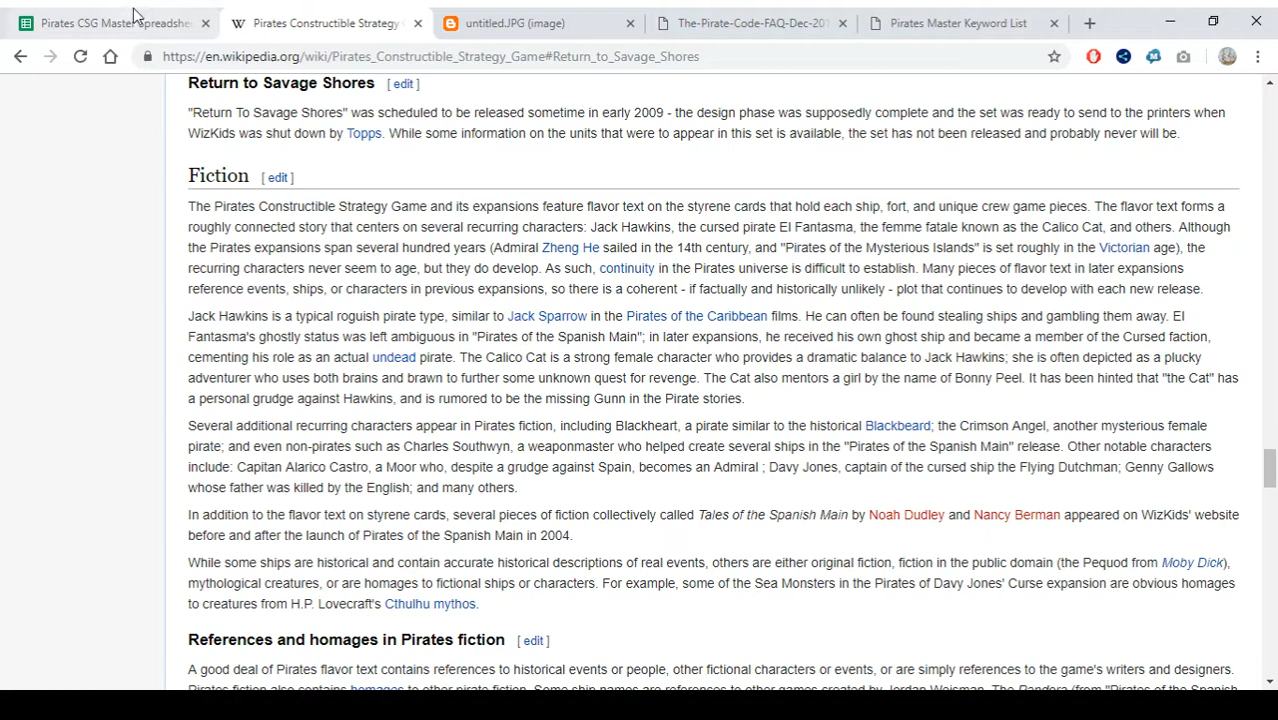 Pirates CSG Master Spreadshe
Pirates Constructible Strategy
untitled.JPG (image)
The-Pirate-Code-FAQ-Dec-201
Pirates Master Keyword List
https://en.wikipedia.org/wiki/Pirates_Constructible_Strategy_Game#Return_to_Savage_Shores
Return to Savage Shores [ edit ]
"Return To Savage Shores" was scheduled to be released sometime in early 2009 - the design phase was supposedly complete and the set was ready to send to the printers when
WizKids was shut down by Topps. While some information on the units that were to appear in this set is available, the set has not been released and probably never will be.
Fiction [ edit ]
The Pirates Constructible Strategy Game and its expansions feature flavor text on the styrene cards that hold each ship, fort, and unique crew game pieces. The flavor text forms a
roughly connected story that centers on several recurring characters: Jack Hawkins, the cursed pirate El Fantasma, the femme fatale known as the Calico Cat, and others. Although
the Pirates expansions span several hundred years (Admiral Zheng He sailed in the 14th century, and "Pirates of the Mysterious Islands" is set roughly in the Victorian age), the
recurring characters never seem to age, but they do develop. As such, continuity in the Pirates universe is difficult to establish. Many pieces of flavor text in later expansions
reference events, ships, or characters in previous expansions, so there is a coherent - if factually and historically unlikely - plot that continues to develop with each new release.
Jack Hawkins is a typical roguish pirate type, similar to Jack Sparrow in the Pirates of the Caribbean films. He can often be found stealing ships and gambling them away. El
Fantasma's ghostly status was left ambiguous in "Pirates of the Spanish Main"; in later expansions, he received his own ghost ship and became a member of the Cursed faction,
cementing his role as an actual undead pirate. The Calico Cat is a strong female character who provides a dramatic balance to Jack Hawkins; she is often depicted as a plucky
adventurer who uses both brains and brawn to further some unknown quest for revenge. The Cat also mentors a girl by the name of Bonny Peel. It has been hinted that "the Cat" has
a personal grudge against Hawkins, and is rumored to be the missing Gunn in the Pirate stories.
Several additional recurring characters appear in Pirates fiction, including Blackheart, a pirate similar to the historical Blackbeard; the Crimson Angel, another mysterious female
pirate; and even non-pirates such as Charles Southwyn, a weaponmaster who helped create several ships in the "Pirates of the Spanish Main" release. Other notable characters
include: Capitan Alarico Castro, a Moor who, despite a grudge against Spain, becomes an Admiral ; Davy Jones, captain of the cursed ship the Flying Dutchman; Genny Gallows
whose father was killed by the English; and many others.
In addition to the flavor text on styrene cards, several pieces of fiction collectively called Tales of the Spanish Main by Noah Dudley and Nancy Berman appeared on WizKids' website
before and after the launch of Pirates of the Spanish Main in 2004.
While some ships are historical and contain accurate historical descriptions of real events, others are either original fiction, fiction in the public domain (the Pequod from Moby Dick),
mythological creatures, or are homages to fictional ships or characters. For example, some of the Sea Monsters in the Pirates of Davy Jones' Curse expansion are obvious homages
to creatures from H.P. Lovecraft's Cthulhu mythos.
References and homages in Pirates fiction [ edit ]
A good deal of Pirates flavor text contains references to historical events or people, other fictional characters or events, or are simply references to the game's writers and designers.
Pirates fiction also contains homages to other pirate fiction. Some ship names are references to other games created by Jordan Weisman. The Pandora (from "Pirates of the Spanish